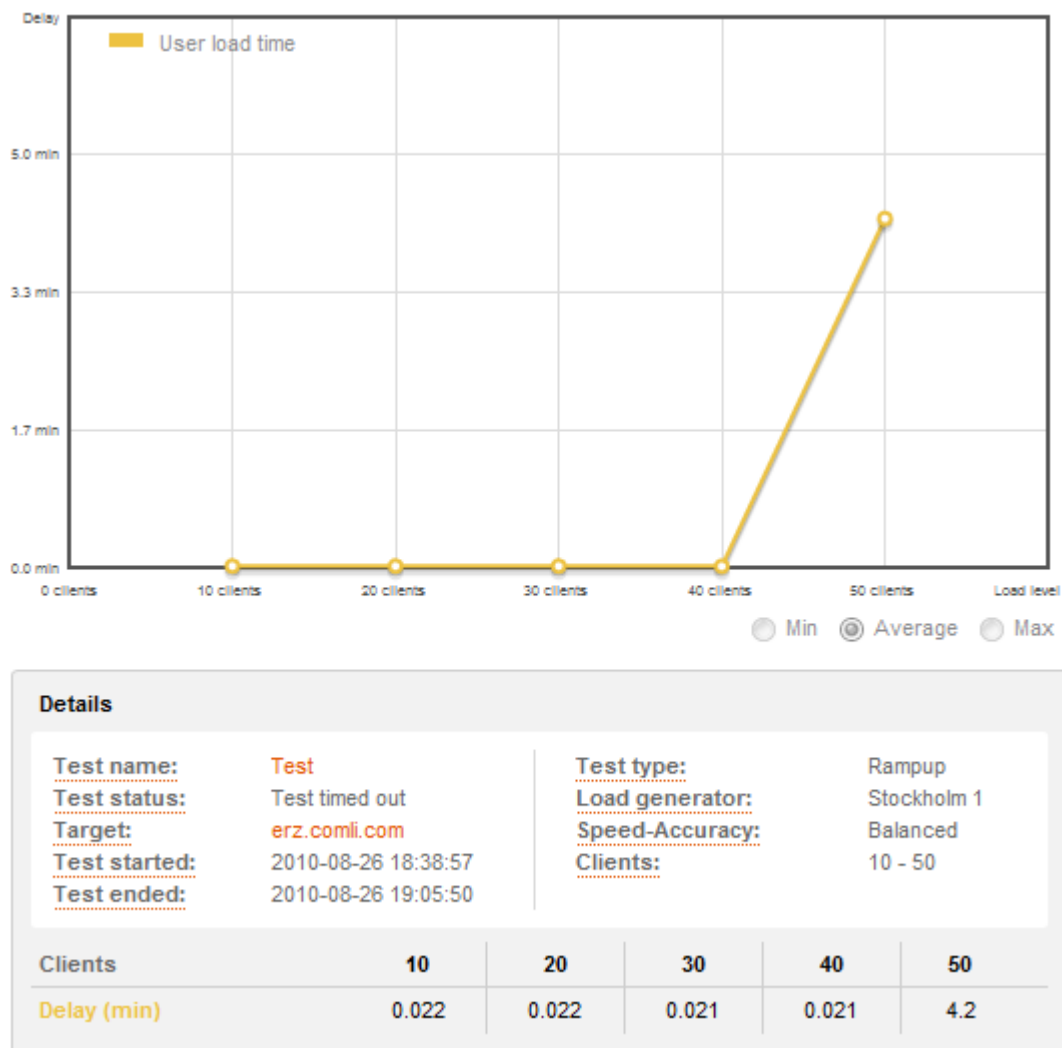 Delay
User load time
5.0 min
3.3 min
1.7 min
0.0 min
0 clients 10 clients 20 clients 30 clients 40 clients 50 clients Load level
Min Average Max
Details
Test name: Test
Test status: Test timed out
Target: erz.comli.com
Test started: 2010-08-26 18:38:57
Test ended: 2010-08-26 19:05:50
Test type: Rampup
Load generator: Stockholm 1
Speed-Accuracy: Balanced
Clients: 10 - 50
Clients 10 20 30 40 50
Delay (min) 0.022 0.022 0.021 0.021 4.2